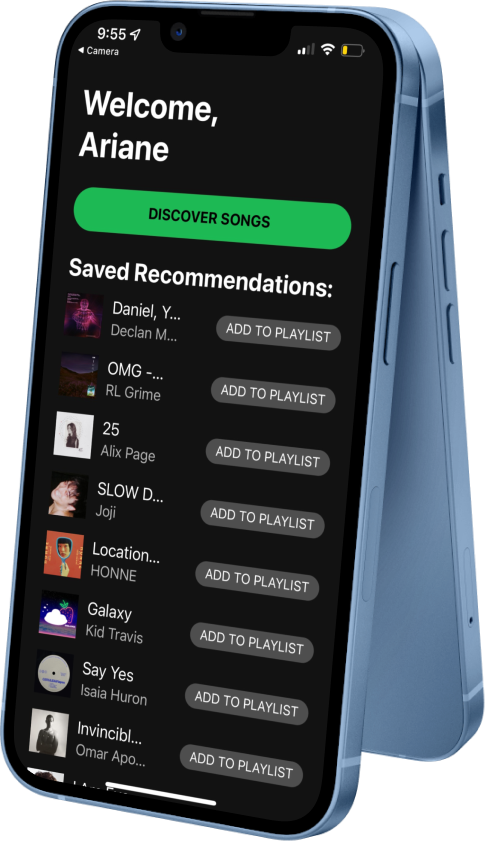 9:55
Camera
Welcome,
Ariane
DISCOVER SONGS
Saved Recommendations:
Daniel, Y...
Declan M...
ADD TO PLAYLIST
OMG -...
RL Grime
ADD TO PLAYLIST
25
Alix Page
ADD TO PLAYLIST
SLOW D...
Joji
ADD TO PLAYLIST
Location...
HONNE
ADD TO PLAYLIST
Galaxy
Kid Travis
ADD TO PLAYLIST
Say Yes
Isaia Huron
ADD TO PLAYLIST
Invincibl...
Omar Apo...
ADD TO PLAYLIST